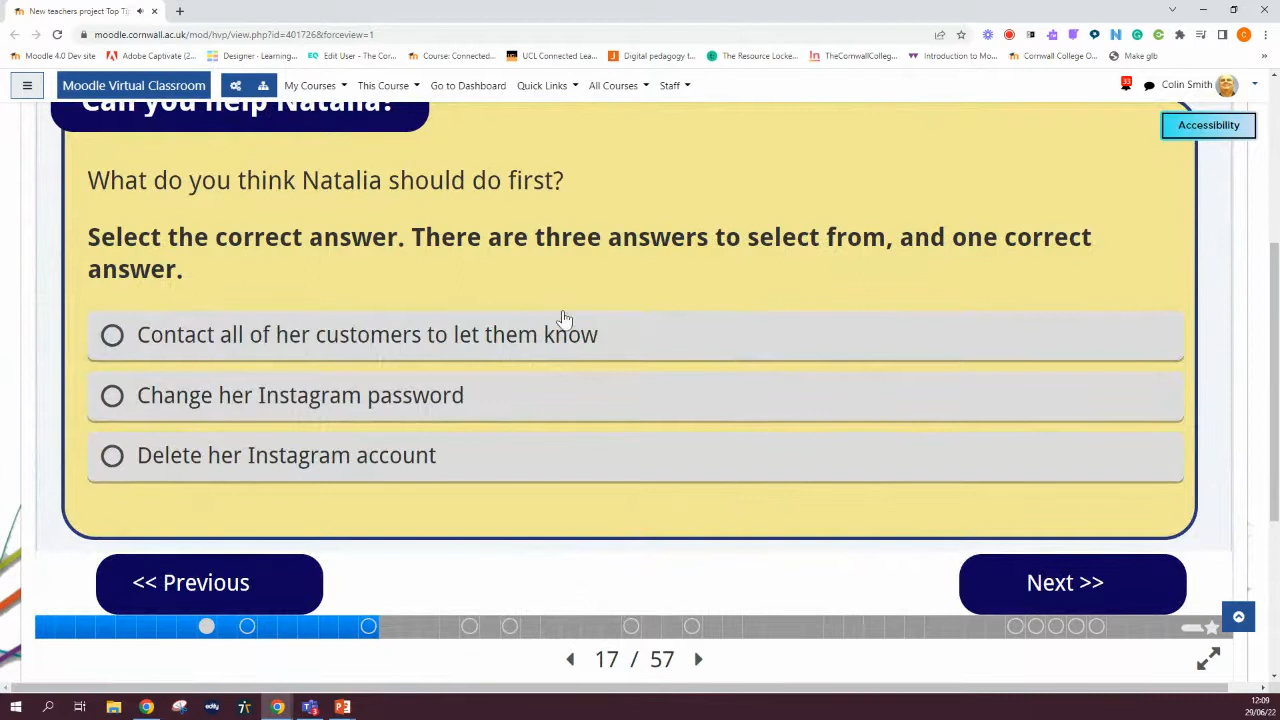 New teachers project Top Ti
moodle.cornwall.ac.uk/mod/hvp/view.php?id=401726&forceview=1
Moodle 4.0 Dev site
Adobe Captivate (2...
Designer - Learning...
Edit User - The Cor...
Course: Connected...
UCL Connected Lea...
Digital pedagogy t...
The Resource Locke...
TheCornwallColleg...
Introduction to Mo...
Cornwall College O...
Make glb
Moodle Virtual Classroom
My Courses
This Course
Go to Dashboard
Quick Links
All Courses
Staff
33
Colin Smith
Accessibility
Can you help Natalia?
What do you think Natalia should do first?
Select the correct answer. There are three answers to select from, and one correct
answer.
Contact all of her customers to let them know
Change her Instagram password
Delete her Instagram account
<< Previous
Next >>
17 / 57
12:09
29/06/22